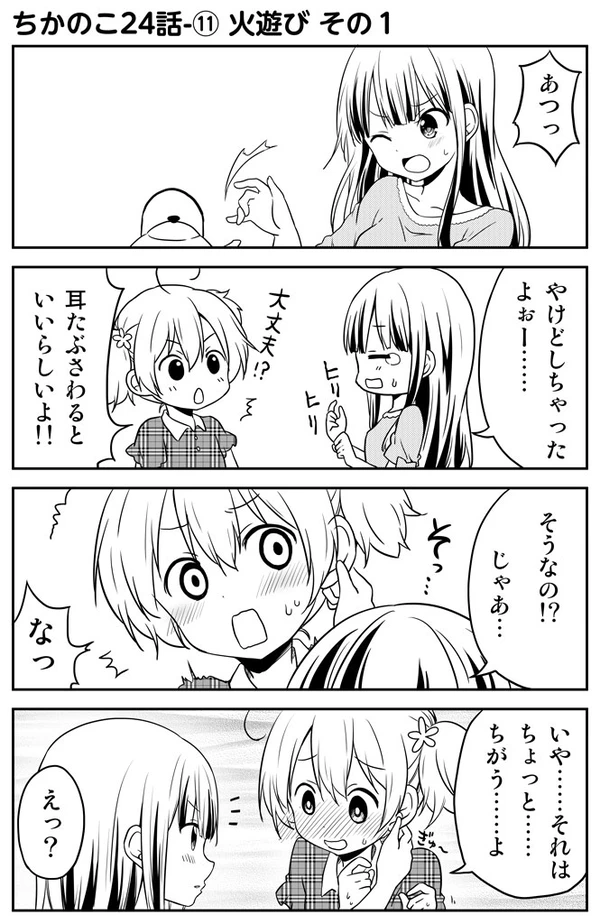 ちかのこ24話-⑪ 火遊び その1
あつっ
やけどしちゃった
よぉー……
ヒリ
ヒリ
大丈夫!?
耳たぶさわると
いいらしいよ!!
そうなの!?
じゃあ…
そっ…
なっ
いや……それは
ちょっと…
ちがう……よ
ぎゅ〜
えっ?